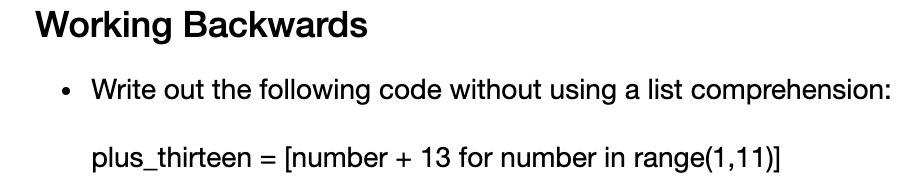 Working Backwards
• Write out the following code without using a list comprehension:
plus_thirteen = [number + 13 for number in range(1,11)]